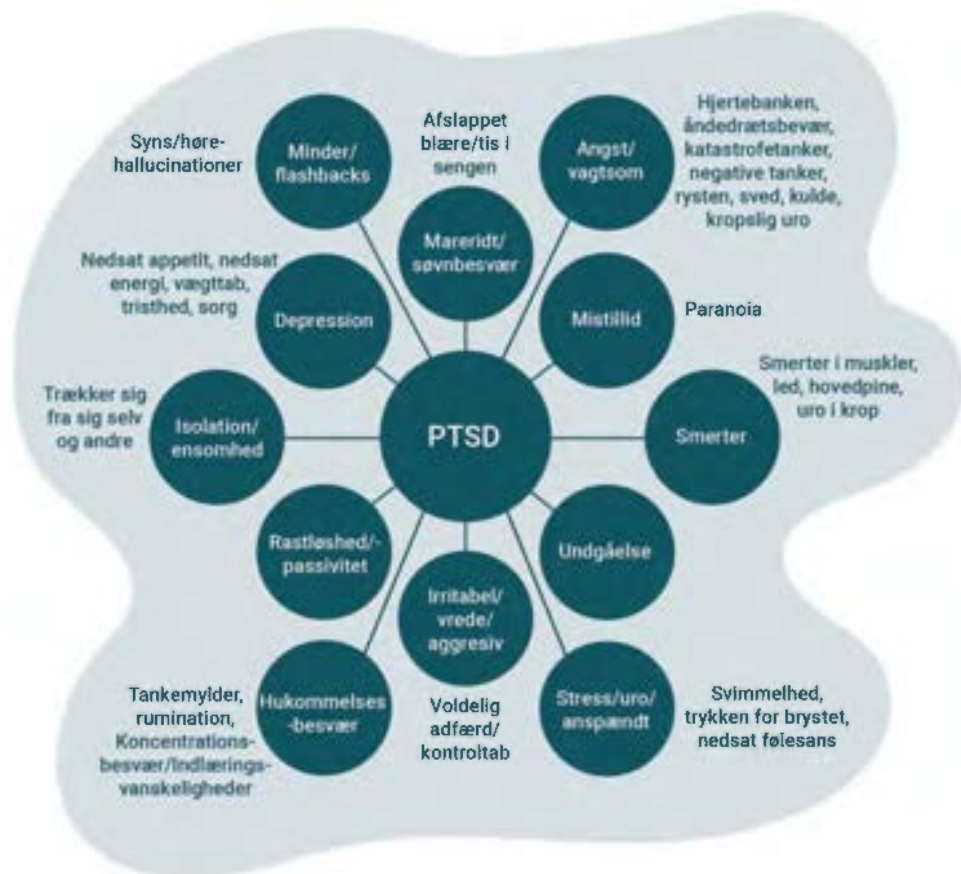 Syns/høre-
hallucinationer
Minder/
flashbacks
Afslappet
blære/tis i
sengen
Mareridt/
søvnbesvær
Angst/
vagtsom
Hjertebanken,
åndedrætsbevær,
katastrofetanker,
negative tanker,
rysten, sved, kulde,
kropslig uro
Nedsat appetit, nedsat
energi, vægttab,
tristhed, sorg
Depression
Mistillid
Paranoia
Trækker sig
fra sig selv
og andre
Isolation/
ensomhed
PTSD
Smerter
Smerter i muskler,
led, hovedpine,
uro i krop
Rastløshed/-
passivitet
Undgåelse
Irritabel/
vrede/
aggresiv
Voldelig
adfærd/
kontroltab
Tankemylder,
rumination,
Koncentrations-
besvær/Indlærings-
vanskeligheder
Hukommelses
-besvær
Stress/uro/
anspændt
Svimmelhed,
trykken for brystet,
nedsat følesans